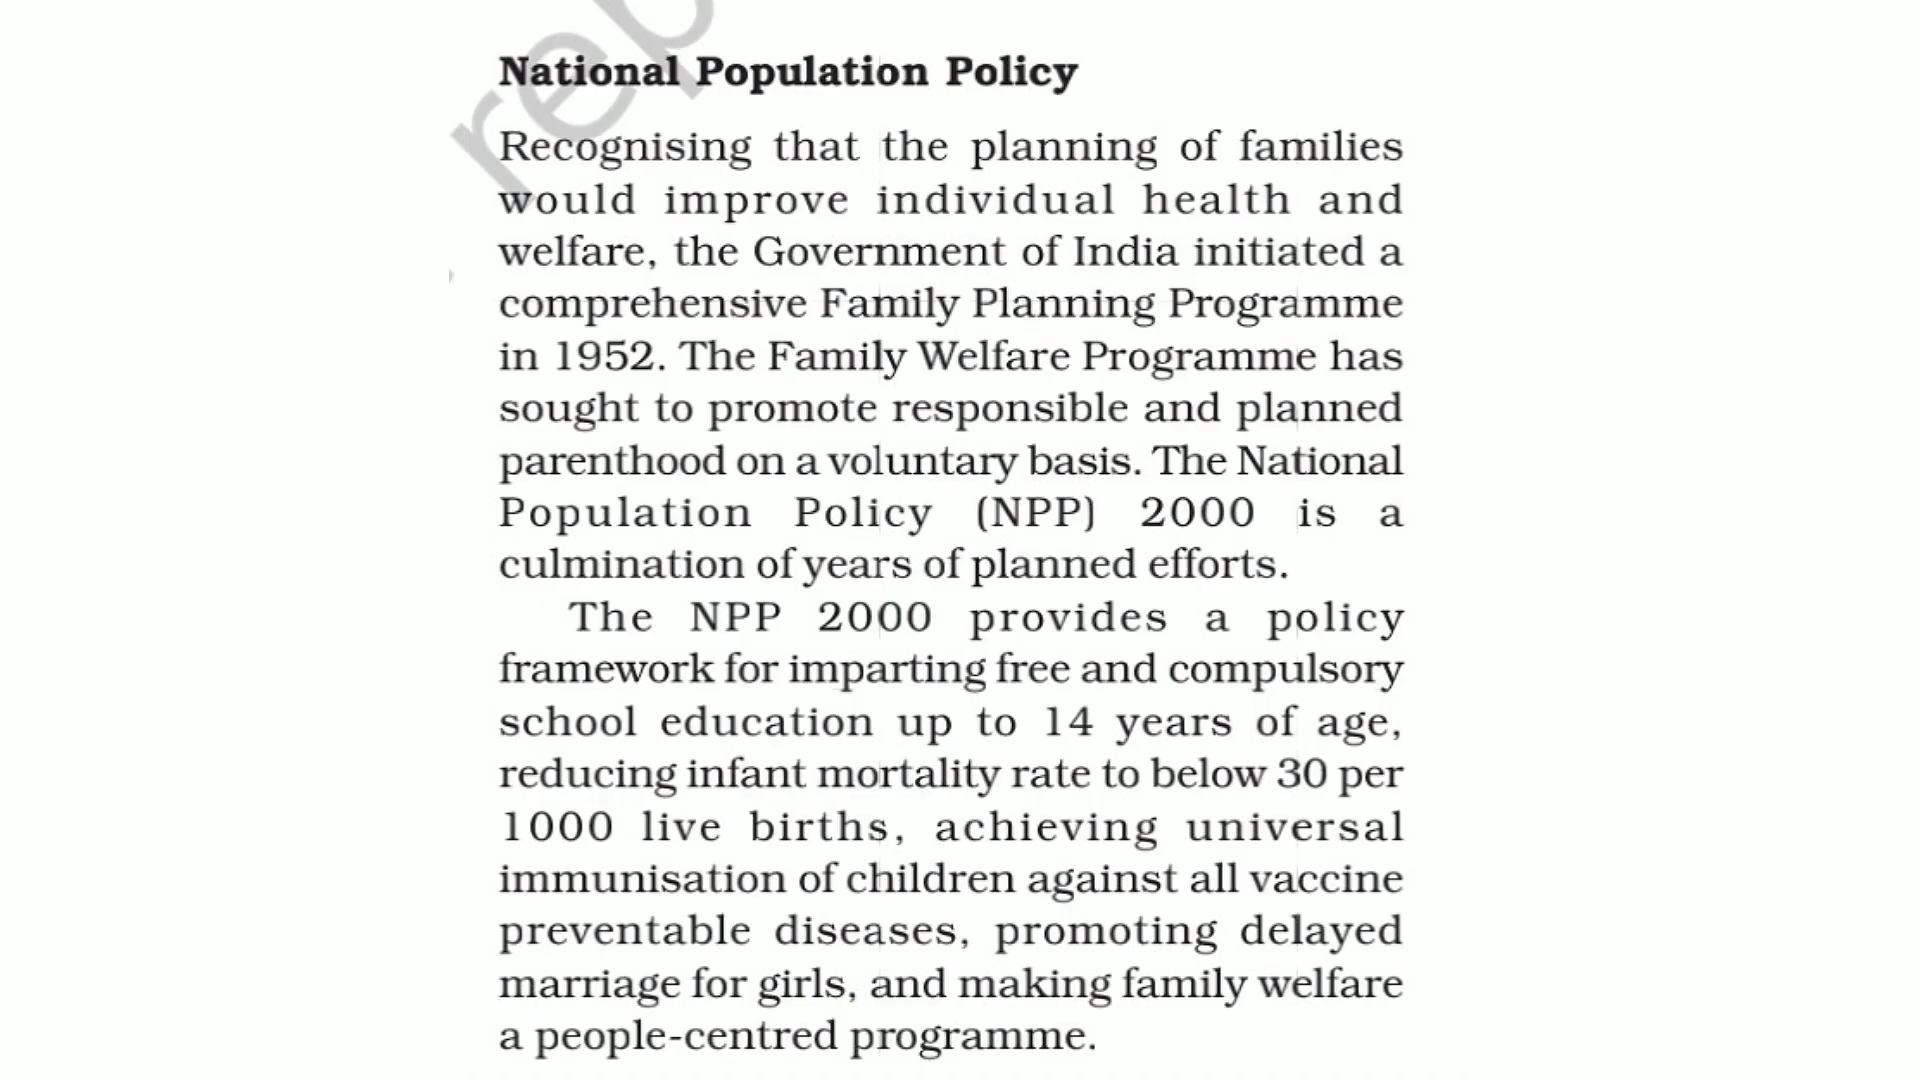 National Population Policy
Recognising that the planning of families
would improve individual health and
welfare, the Government of India initiated a
comprehensive Family Planning Programme
in 1952. The Family Welfare Programme has
sought to promote responsible and planned
parenthood on a voluntary basis. The National
Population Policy (NPP) 2000 is a
culmination of years of planned efforts.
The NPP 2000 provides a policy
framework for imparting free and compulsory
school education up to 14 years of age,
reducing infant mortality rate to below 30 per
1000 live births, achieving universal
immunisation of children against all vaccine
preventable diseases, promoting delayed
marriage for girls, and making family welfare
a people-centred programme.